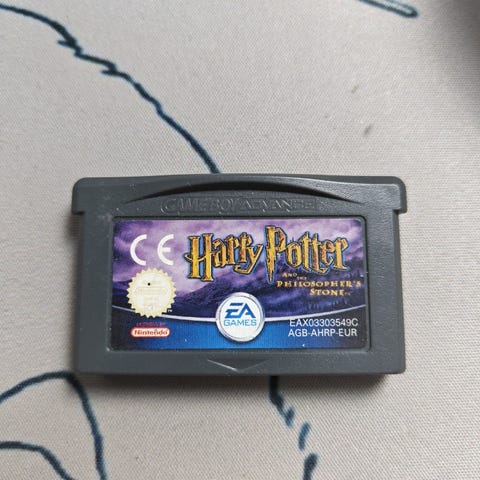 GAME BOY ADVANCE
CE
Harry Potter
AND THE
PHILOSOPHER'S
STONE
Nintendo
EA
GAMES
EAX03303549C
AGB-AHRP-EUR